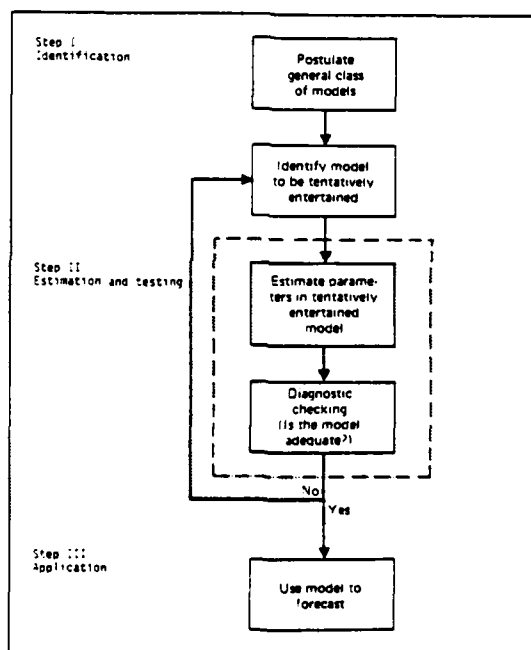 Step I
Identification
Postulate
general class
of models
Identify model
to be tentatively
entertained
Step II
Estimation and testing
Estimate parame-
ters in tentatively
entertained
model
Diagnostic
checking
(Is the model
adequate?)
No
Yes
Step III
Application
Use model to
forecast